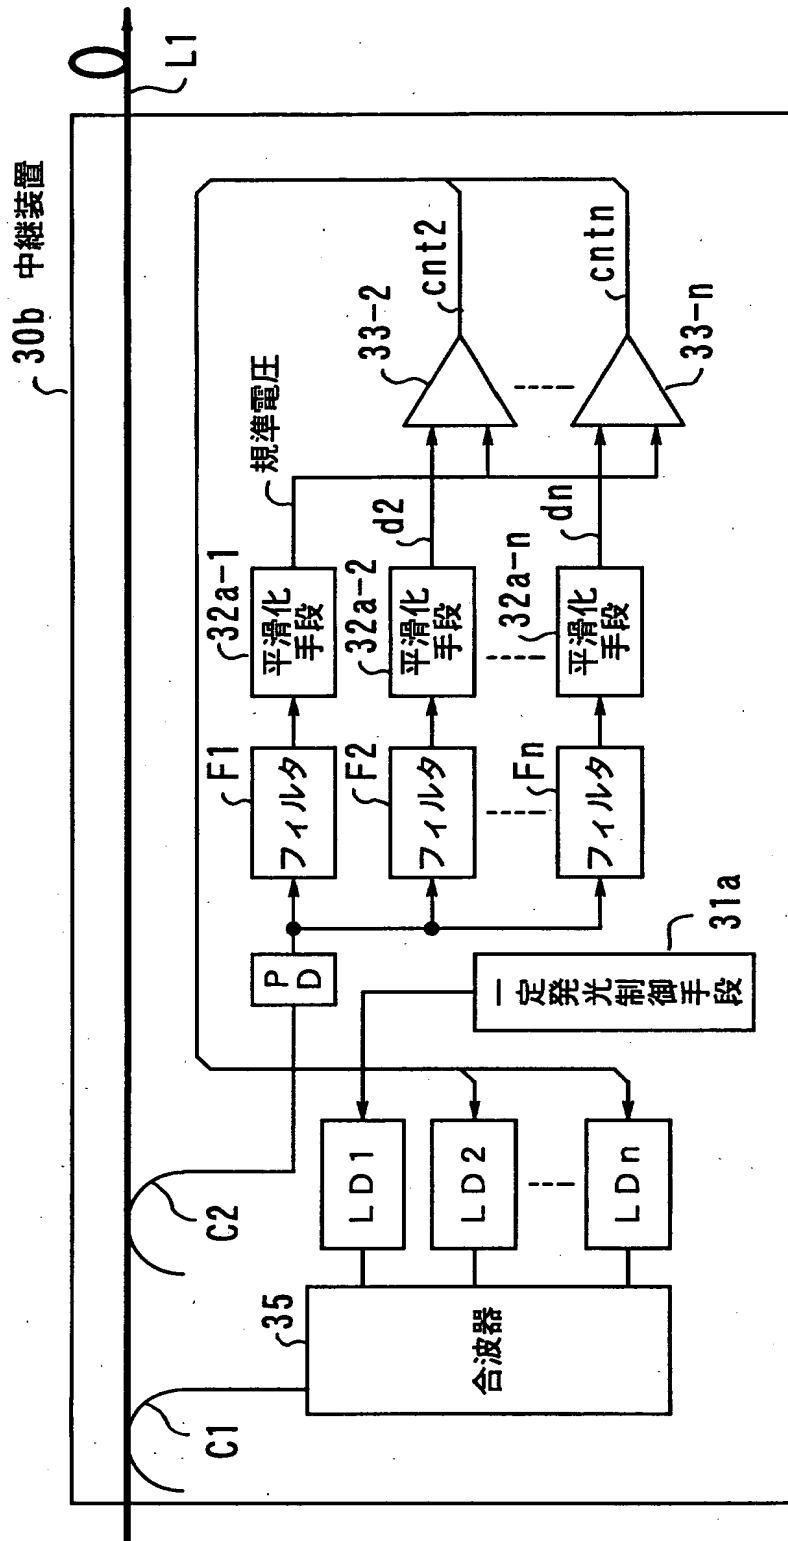 30b 中継装置
L1
C1
C2
35
合波器
LD1
LD2
LDn
一定発光制御手段
31a
PD
F1
フィルタ
F2
フィルタ
Fn
フィルタ
32a-1
平滑化
手段
32a-2
平滑化
手段
32a-n
平滑化
手段
規準電圧
d2
dn
33-2
33-n
cnt2
cntn